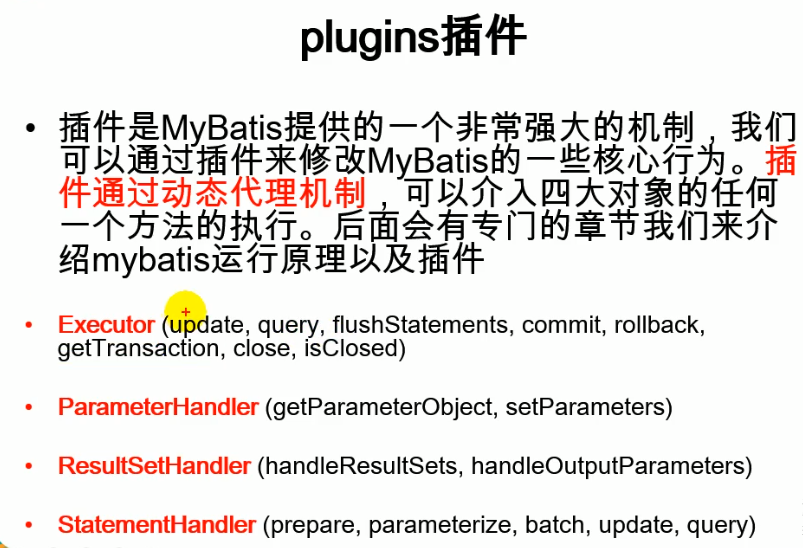 plugins插件
• 插件是MyBatis提供的一个非常强大的机制，我们
可以通过插件来修改MyBatis的一些核心行为。插
件通过动态代理机制，可以介入四大对象的任何
一个方法的执行。后面会有专门的章节我们来介
绍mybatis运行原理以及插件
• Executor (update, query, flushStatements, commit, rollback,
getTransaction, close, isClosed)
• ParameterHandler (getParameterObject, setParameters)
• ResultSetHandler (handleResultSets, handleOutputParameters)
• StatementHandler (prepare, parameterize, batch, update, query)